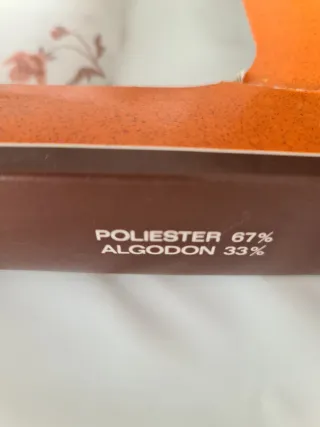 POLIESTER 67%
ALGODON 33%